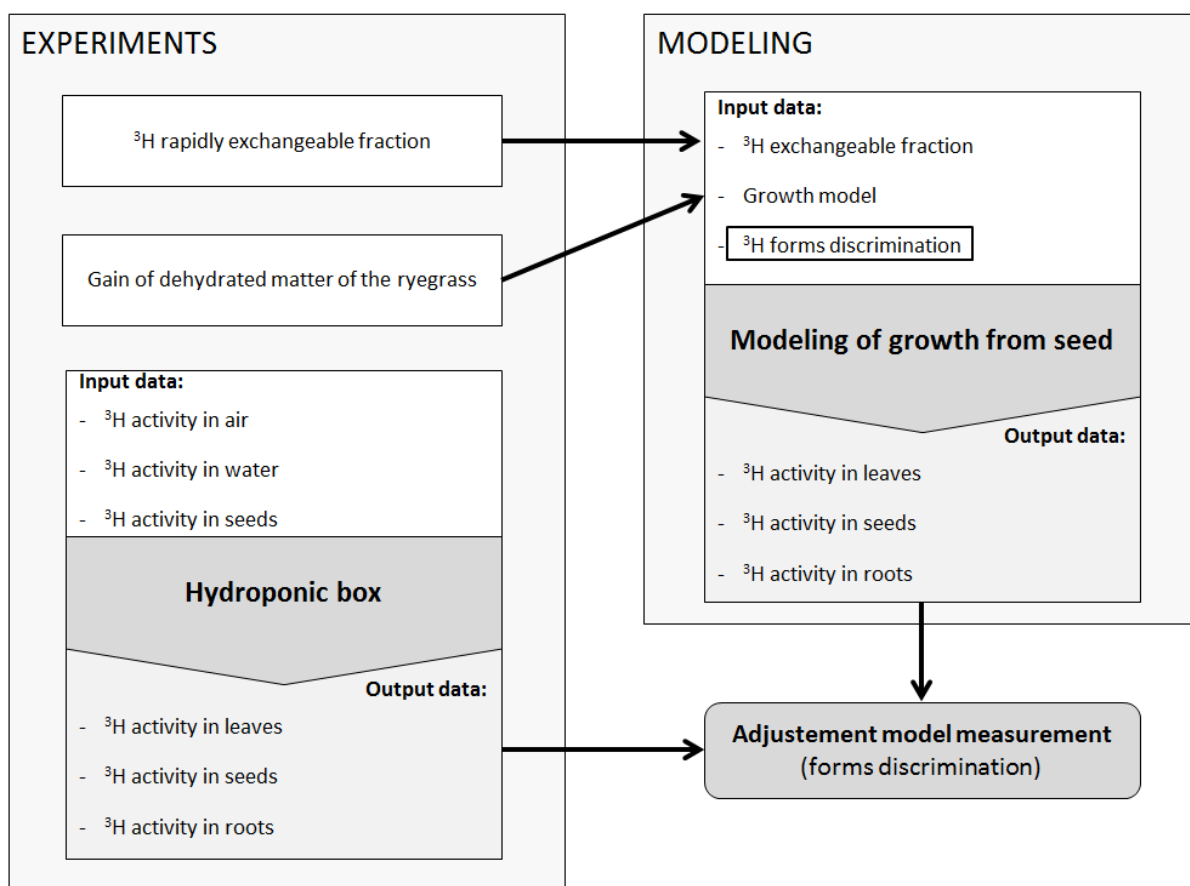 EXPERIMENTS
³H rapidly exchangeable fraction
Gain of dehydrated matter of the ryegrass
Input data:
- ³H activity in air
- ³H activity in water
- ³H activity in seeds
Hydroponic box
Output data:
- ³H activity in leaves
- ³H activity in seeds
- ³H activity in roots
MODELING
Input data:
- ³H exchangeable fraction
- Growth model
- ³H forms discrimination
Modeling of growth from seed
Output data:
- ³H activity in leaves
- ³H activity in seeds
- ³H activity in roots
Adjustement model measurement
(forms discrimination)